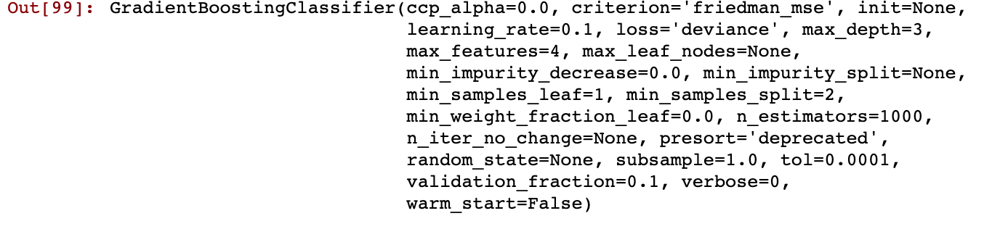 Out[99]: GradientBoostingClassifier(ccp_alpha=0.0, criterion='friedman_mse', init=None,
learning_rate=0.1, loss='deviance', max_depth=3,
max_features=4, max_leaf_nodes=None,
min_impurity_decrease=0.0, min_impurity_split=None,
min_samples_leaf=1, min_samples_split=2,
min_weight_fraction_leaf=0.0, n_estimators=1000,
n_iter_no_change=None, presort='deprecated',
random_state=None, subsample=1.0, tol=0.0001,
validation_fraction=0.1, verbose=0,
warm_start=False)